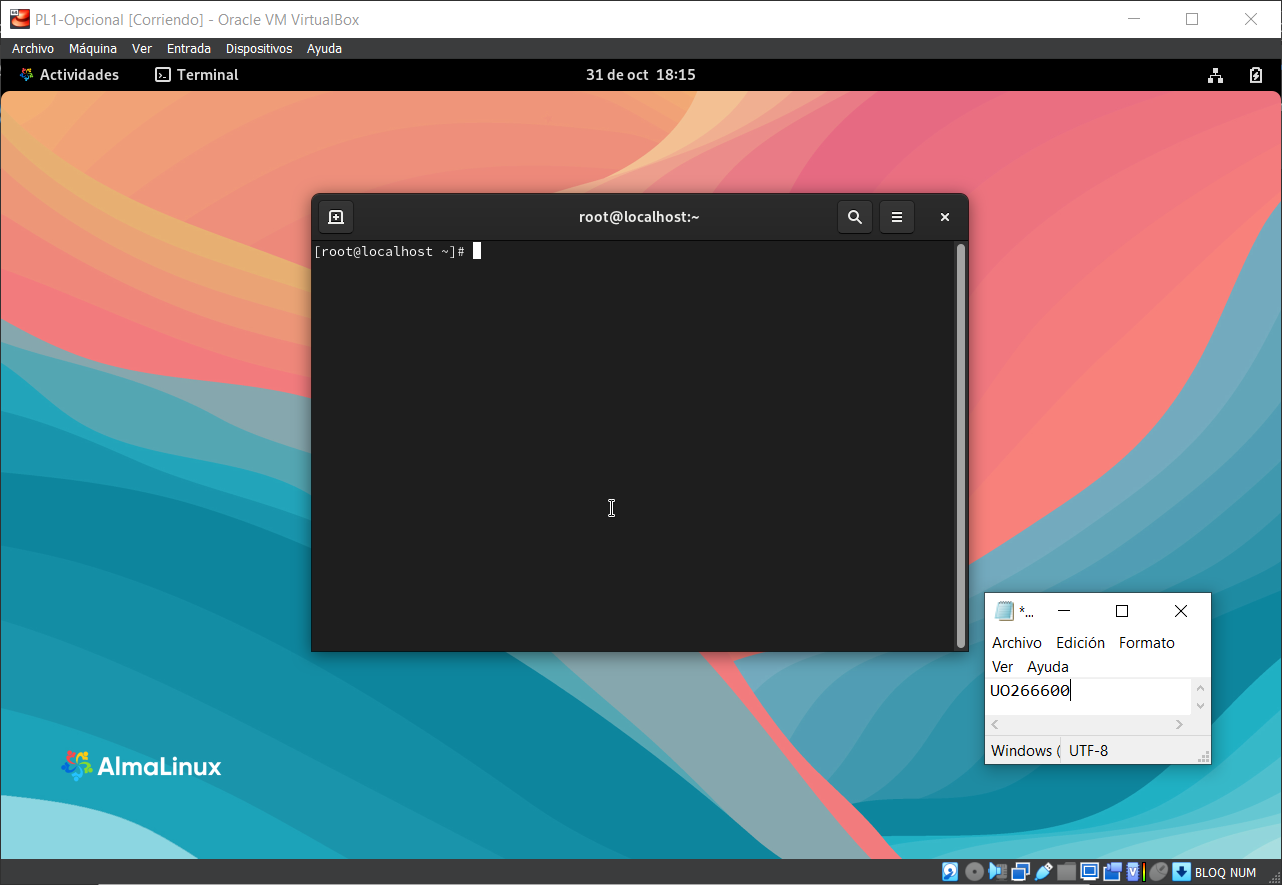 PL1-Opcional [Corriendo] - Oracle VM VirtualBox
Archivo Máquina Ver Entrada Dispositivos Ayuda
Actividades Terminal 31 de oct 18:15
root@localhost:~
[root@localhost ~]#
*...
Archivo Edición Formato
Ver Ayuda
UO266600
Windows ( UTF-8
AlmaLinux
BLOQ NUM